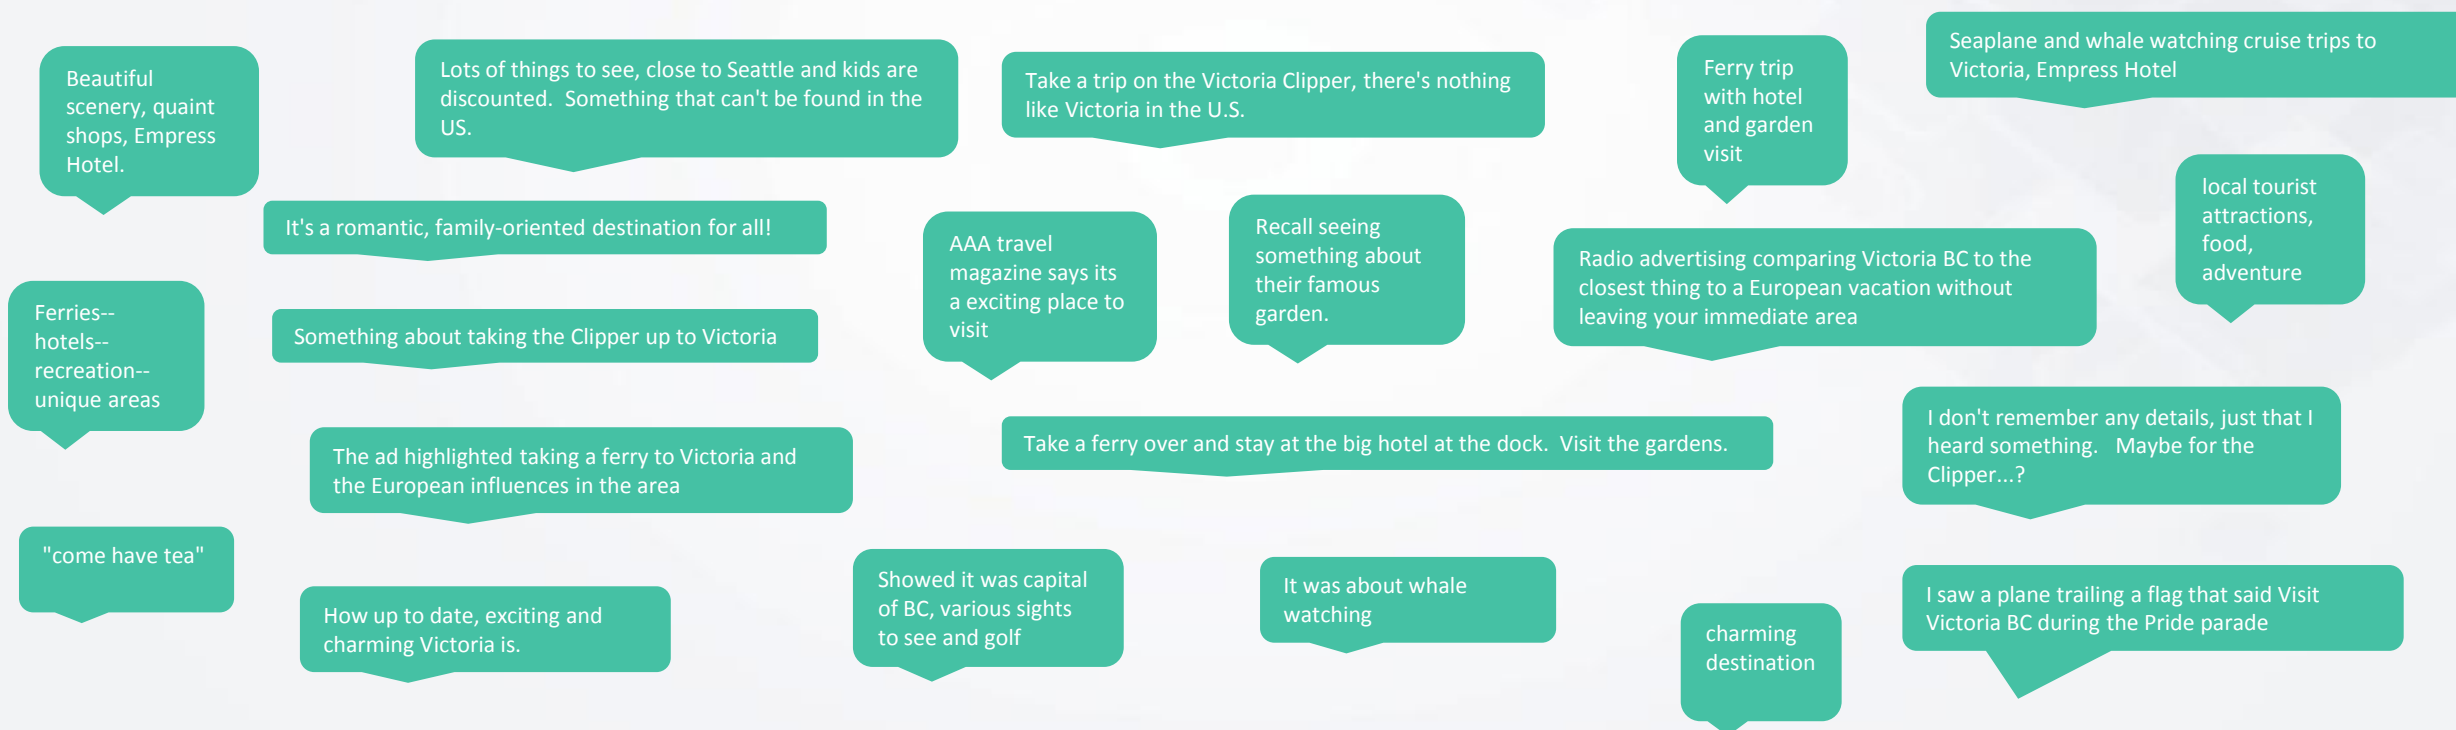 Beautiful
scenery, quaint
shops, Empress
Hotel.
Lots of things to see, close to Seattle and kids are
discounted.  Something that can't be found in the
US.
Take a trip on the Victoria Clipper, there's nothing
like Victoria in the U.S.
Ferry trip
with hotel
and garden
visit
Seaplane and whale watching cruise trips to
Victoria, Empress Hotel
local tourist
attractions,
food,
adventure
It's a romantic, family-oriented destination for all!
AAA travel
magazine says its
a exciting place to
visit
Recall seeing
something about
their famous
garden.
Radio advertising comparing Victoria BC to the
closest thing to a European vacation without
leaving your immediate area
Ferries--
hotels--
recreation--
unique areas
Something about taking the Clipper up to Victoria
The ad highlighted taking a ferry to Victoria and
the European influences in the area
Take a ferry over and stay at the big hotel at the dock.  Visit the gardens.
I don't remember any details, just that I
heard something.   Maybe for the
Clipper...?
"come have tea"
How up to date, exciting and
charming Victoria is.
Showed it was capital
of BC, various sights
to see and golf
It was about whale
watching
charming
destination
I saw a plane trailing a flag that said Visit
Victoria BC during the Pride parade